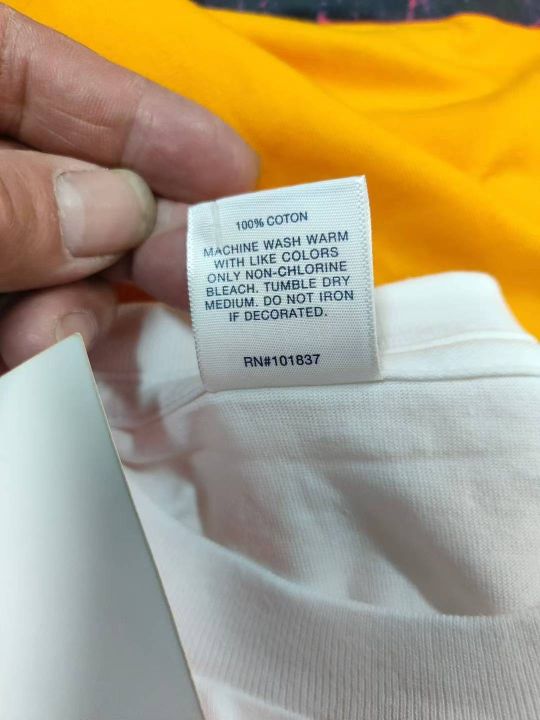 100% COTON
MACHINE WASH WARM
WITH LIKE COLORS
ONLY NON-CHLORINE
BLEACH. TUMBLE DRY
MEDIUM. DO NOT IRON
IF DECORATED.
RN#101837